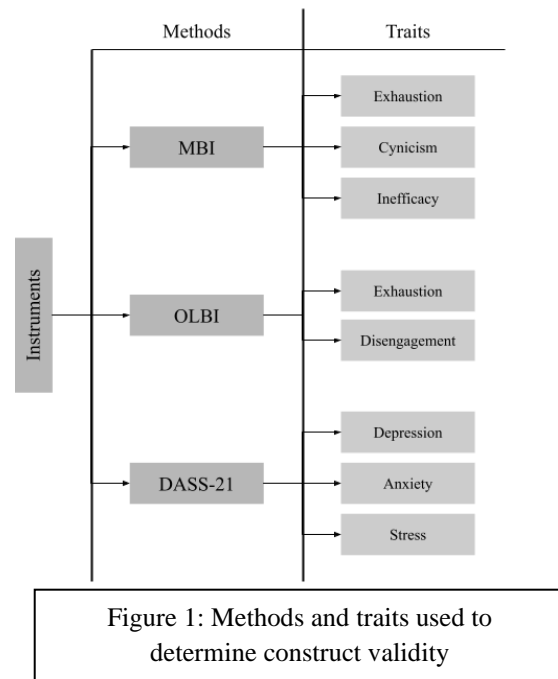 Methods Traits
Exhaustion
MBI Cynicism
Inefficacy
Instruments
Exhaustion
OLBI
Disengagement
Depression
DASS-21 Anxiety
Stress
Figure 1: Methods and traits used to
determine construct validity